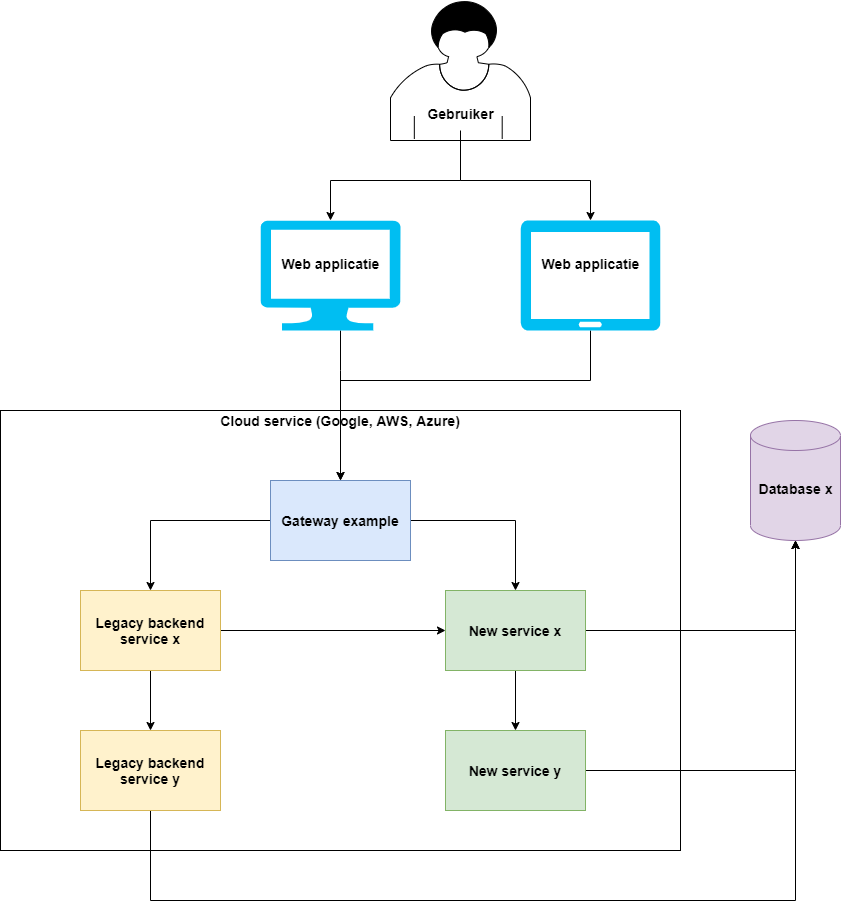 Gebruiker
Web applicatie
Web applicatie
Cloud service (Google, AWS, Azure)
Database x
Gateway example
Legacy backend
service x
New service x
Legacy backend
service y
New service y